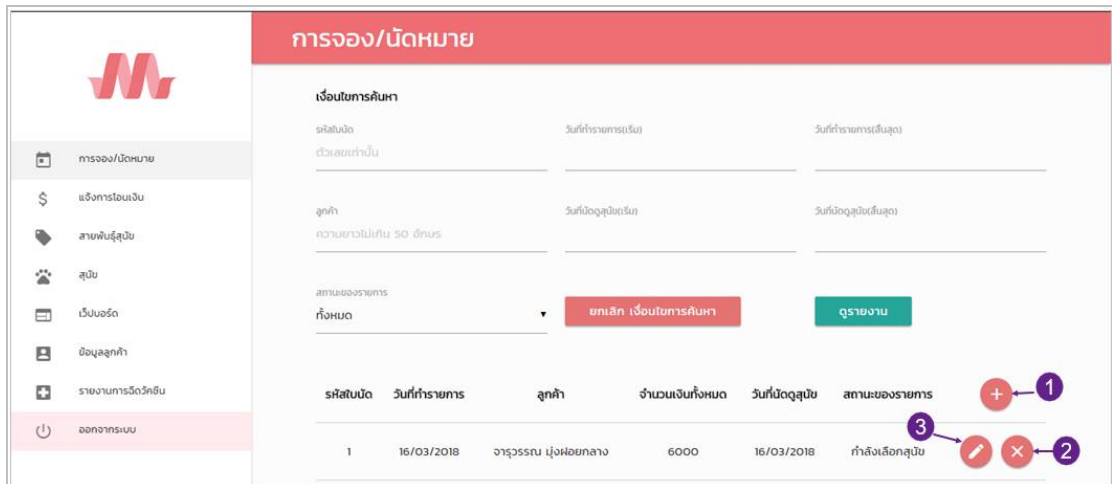 การจอง/นัดหมาย
เงื่อนไขการค้นหา
รหัสใบนัด วันที่ทำรายการ(เริ่ม) วันที่ทำรายการ(สิ้นสุด)
ตัวเลขเท่านั้น
ลูกค้า วันที่นัดดูสุนัข(เริ่ม) วันที่นัดดูสุนัข(สิ้นสุด)
ความยาวไม่เกิน 50 อักษร
สถานะของรายการ
ทั้งหมด ▼ ยกเลิก เงื่อนไขการค้นหา ดูรายงาน
รหัสใบนัด วันที่ทำรายการ ลูกค้า จำนวนเงินทั้งหมด วันที่นัดดูสุนัข สถานะของรายการ + 1
3
1 16/03/2018 จารุวรรณ มุ่งฝอยกลาง 6000 16/03/2018 กำลังเลือกสุนัข 2
การจอง/นัดหมาย
แจ้งการโอนเงิน
สายพันธุ์สุนัข
สุนัข
เว็ปบอร์ด
ข้อมูลลูกค้า
รายงานการฉีดวัคซีน
ออกจากระบบ